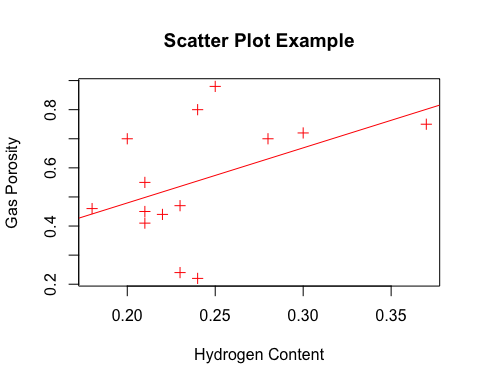 Scatter Plot Example
Gas Porosity
0.8
0.6
0.4
0.2
0.20 0.25 0.30 0.35
Hydrogen Content